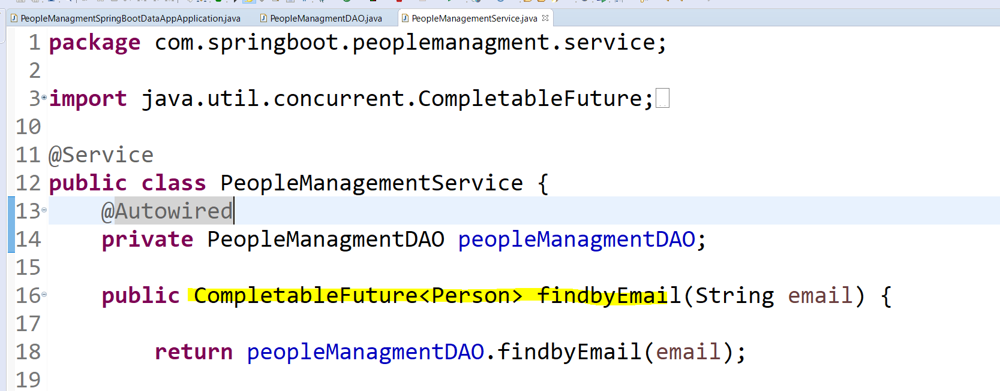 PeopleManagmentSpringBootDataAppApplication.java PeopleManagmentDAO.java PeopleManagementService.java
1 package com.springboot.peoplemanagment.service;
2
3 import java.util.concurrent.CompletableFuture;
10
11 @Service
12 public class PeopleManagementService {
13 @Autowired
14 private PeopleManagmentDAO peopleManagmentDAO;
15
16 public CompletableFuture<Person> findbyEmail(String email) {
17
18 return peopleManagmentDAO.findbyEmail(email);
19